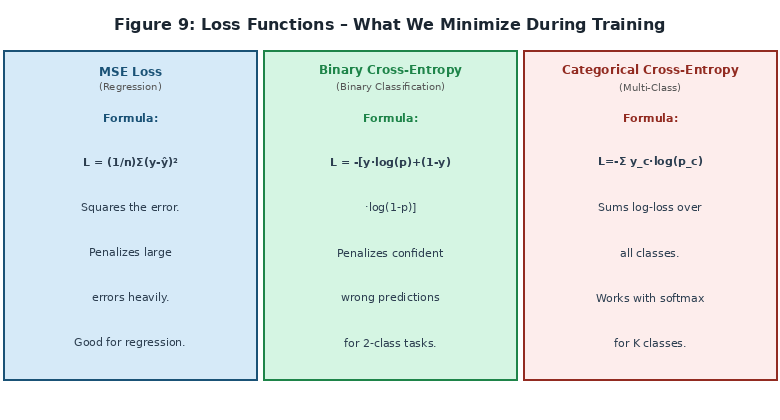 Figure 9: Loss Functions – What We Minimize During Training
MSE Loss
(Regression)
Formula:
L = (1/n)Σ(y-ŷ)²
Squares the error.
Penalizes large
errors heavily.
Good for regression.
Binary Cross-Entropy
(Binary Classification)
Formula:
L = -[y·log(p)+(1-y)
·log(1-p)]
Penalizes confident
wrong predictions
for 2-class tasks.
Categorical Cross-Entropy
(Multi-Class)
Formula:
L=-Σ y_c·log(p_c)
Sums log-loss over
all classes.
Works with softmax
for K classes.